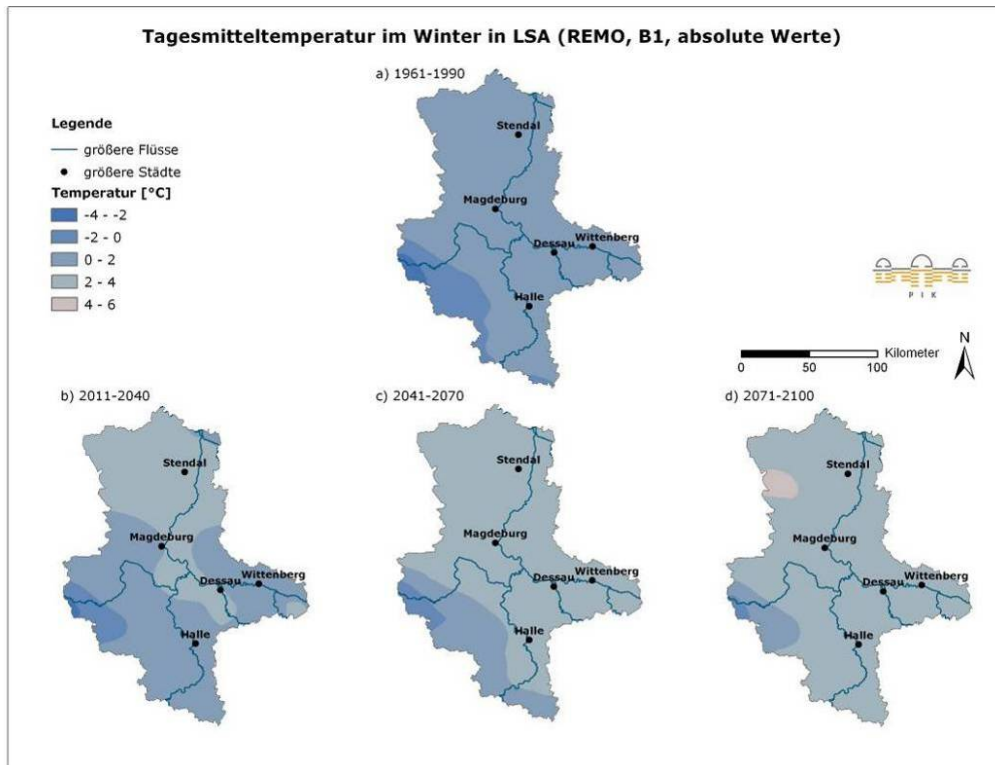 Tagesmitteltemperatur im Winter in LSA (REMO, B1, absolute Werte)
a) 1961-1990
Legende
größere Flüsse
größere Städte
Temperatur [°C]
-4 - -2
-2 - 0
0 - 2
2 - 4
4 - 6
Stendal
Magdeburg
Dessau
Wittenberg
Halle
P I K
N
Kilometer
0 50 100
b) 2011-2040
Stendal
Magdeburg
Dessau
Wittenberg
Halle
c) 2041-2070
Stendal
Magdeburg
Dessau
Wittenberg
Halle
d) 2071-2100
Stendal
Magdeburg
Dessau
Wittenberg
Halle